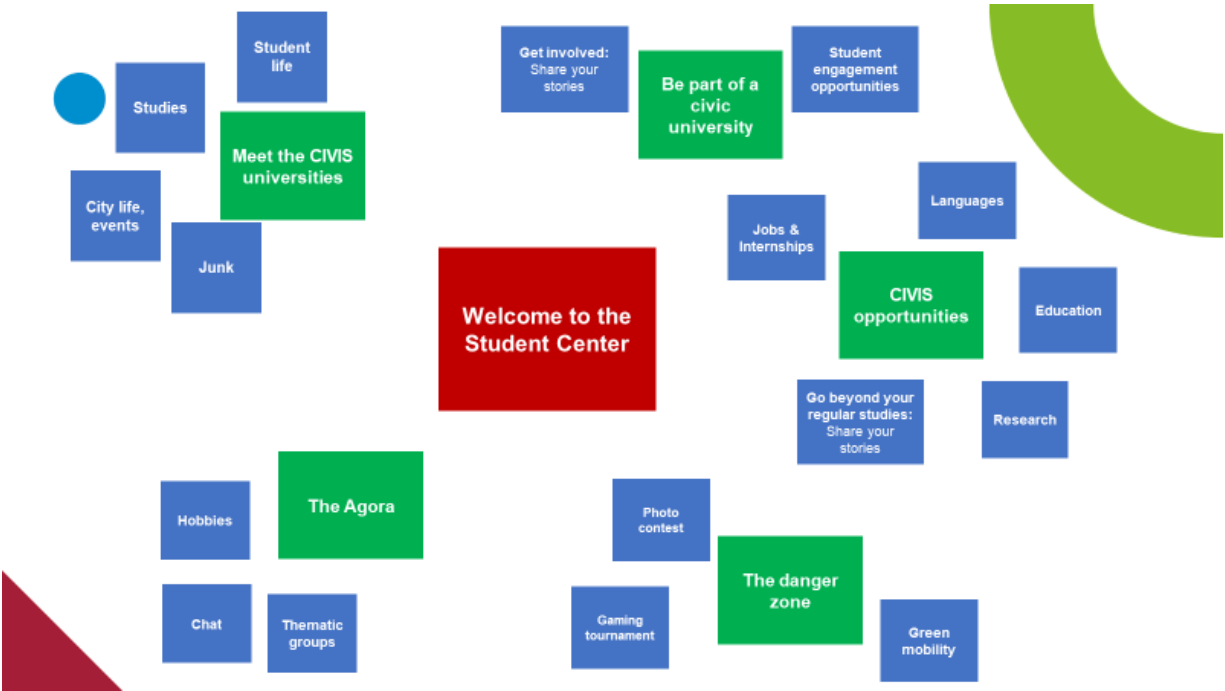 Student
life
Studies
Meet the CIVIS
universities
City life,
events
Junk
Get involved:
Share your
stories
Be part of a
civic
university
Student
engagement
opportunities
Languages
Jobs &
Internships
CIVIS
opportunities
Education
Go beyond your
regular studies:
Share your
stories
Research
Welcome to the
Student Center
The Agora
Hobbies
Chat
Thematic
groups
Photo
contest
The danger
zone
Gaming
tournament
Green
mobility